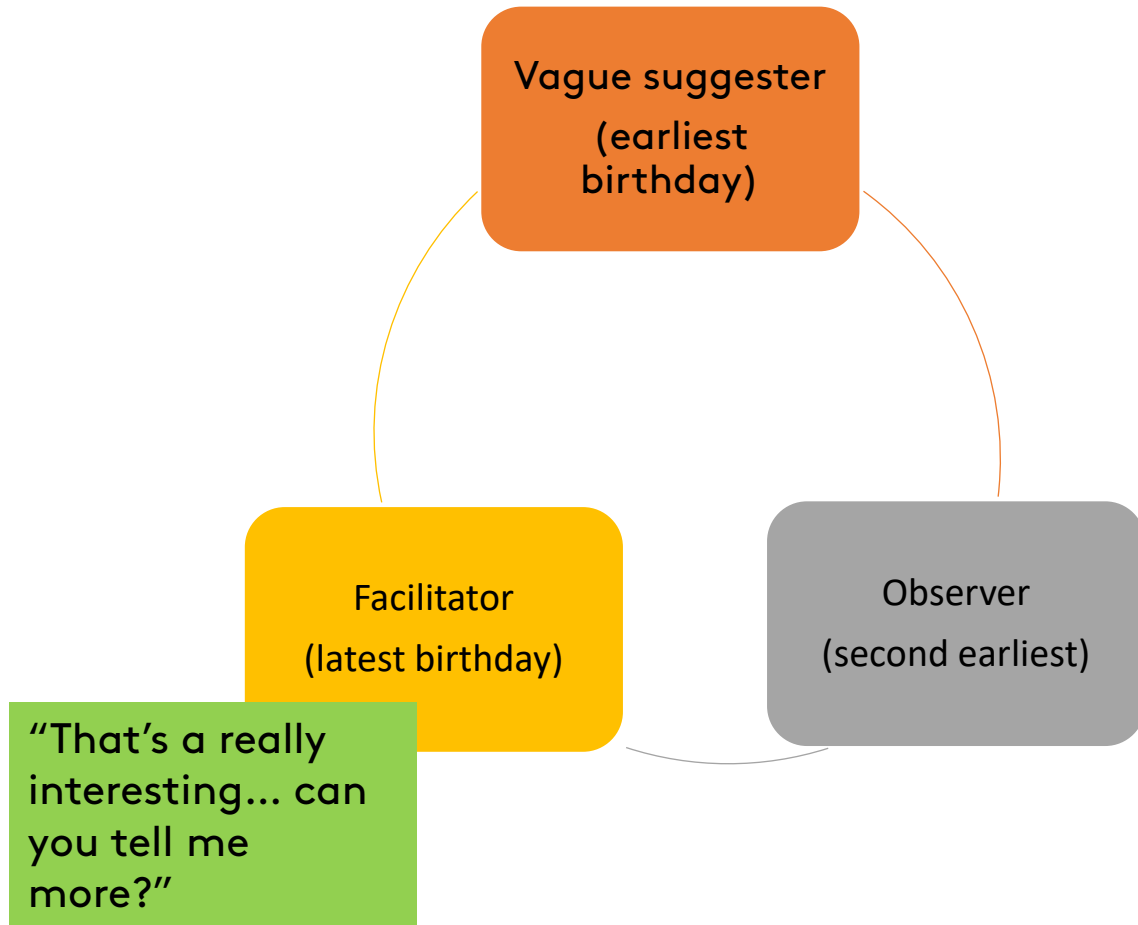 Vague suggester
(earliest
birthday)
Facilitator
(latest birthday)
Observer
(second earliest)
“That’s a really
interesting... can
you tell me
more?”